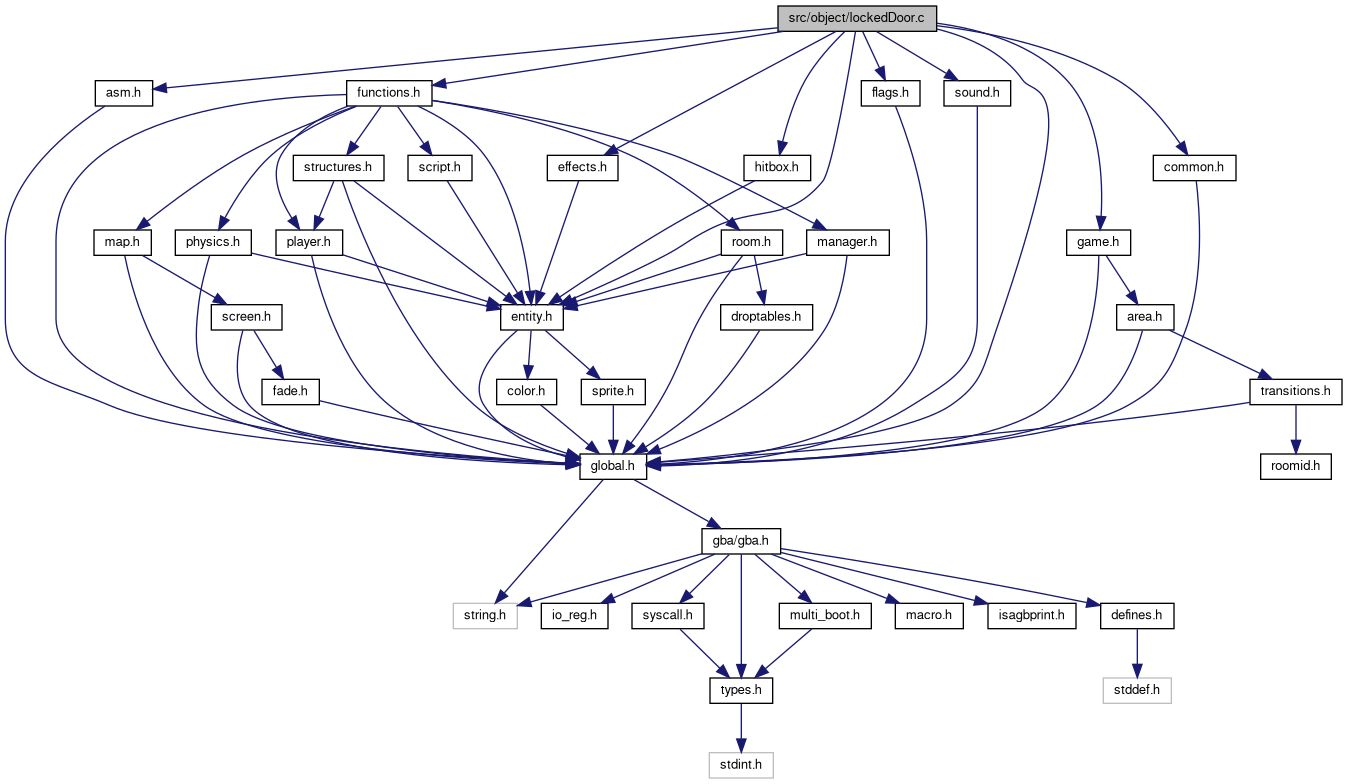 src/object/lockedDoor.c
asm.h
functions.h
flags.h
sound.h
structures.h
script.h
effects.h
hitbox.h
common.h
map.h
physics.h
player.h
room.h
manager.h
game.h
screen.h
entity.h
droptables.h
area.h
fade.h
color.h
sprite.h
transitions.h
global.h
roomid.h
gba/gba.h
string.h
io_reg.h
syscall.h
multi_boot.h
macro.h
isagbprint.h
defines.h
types.h
stddef.h
stdint.h